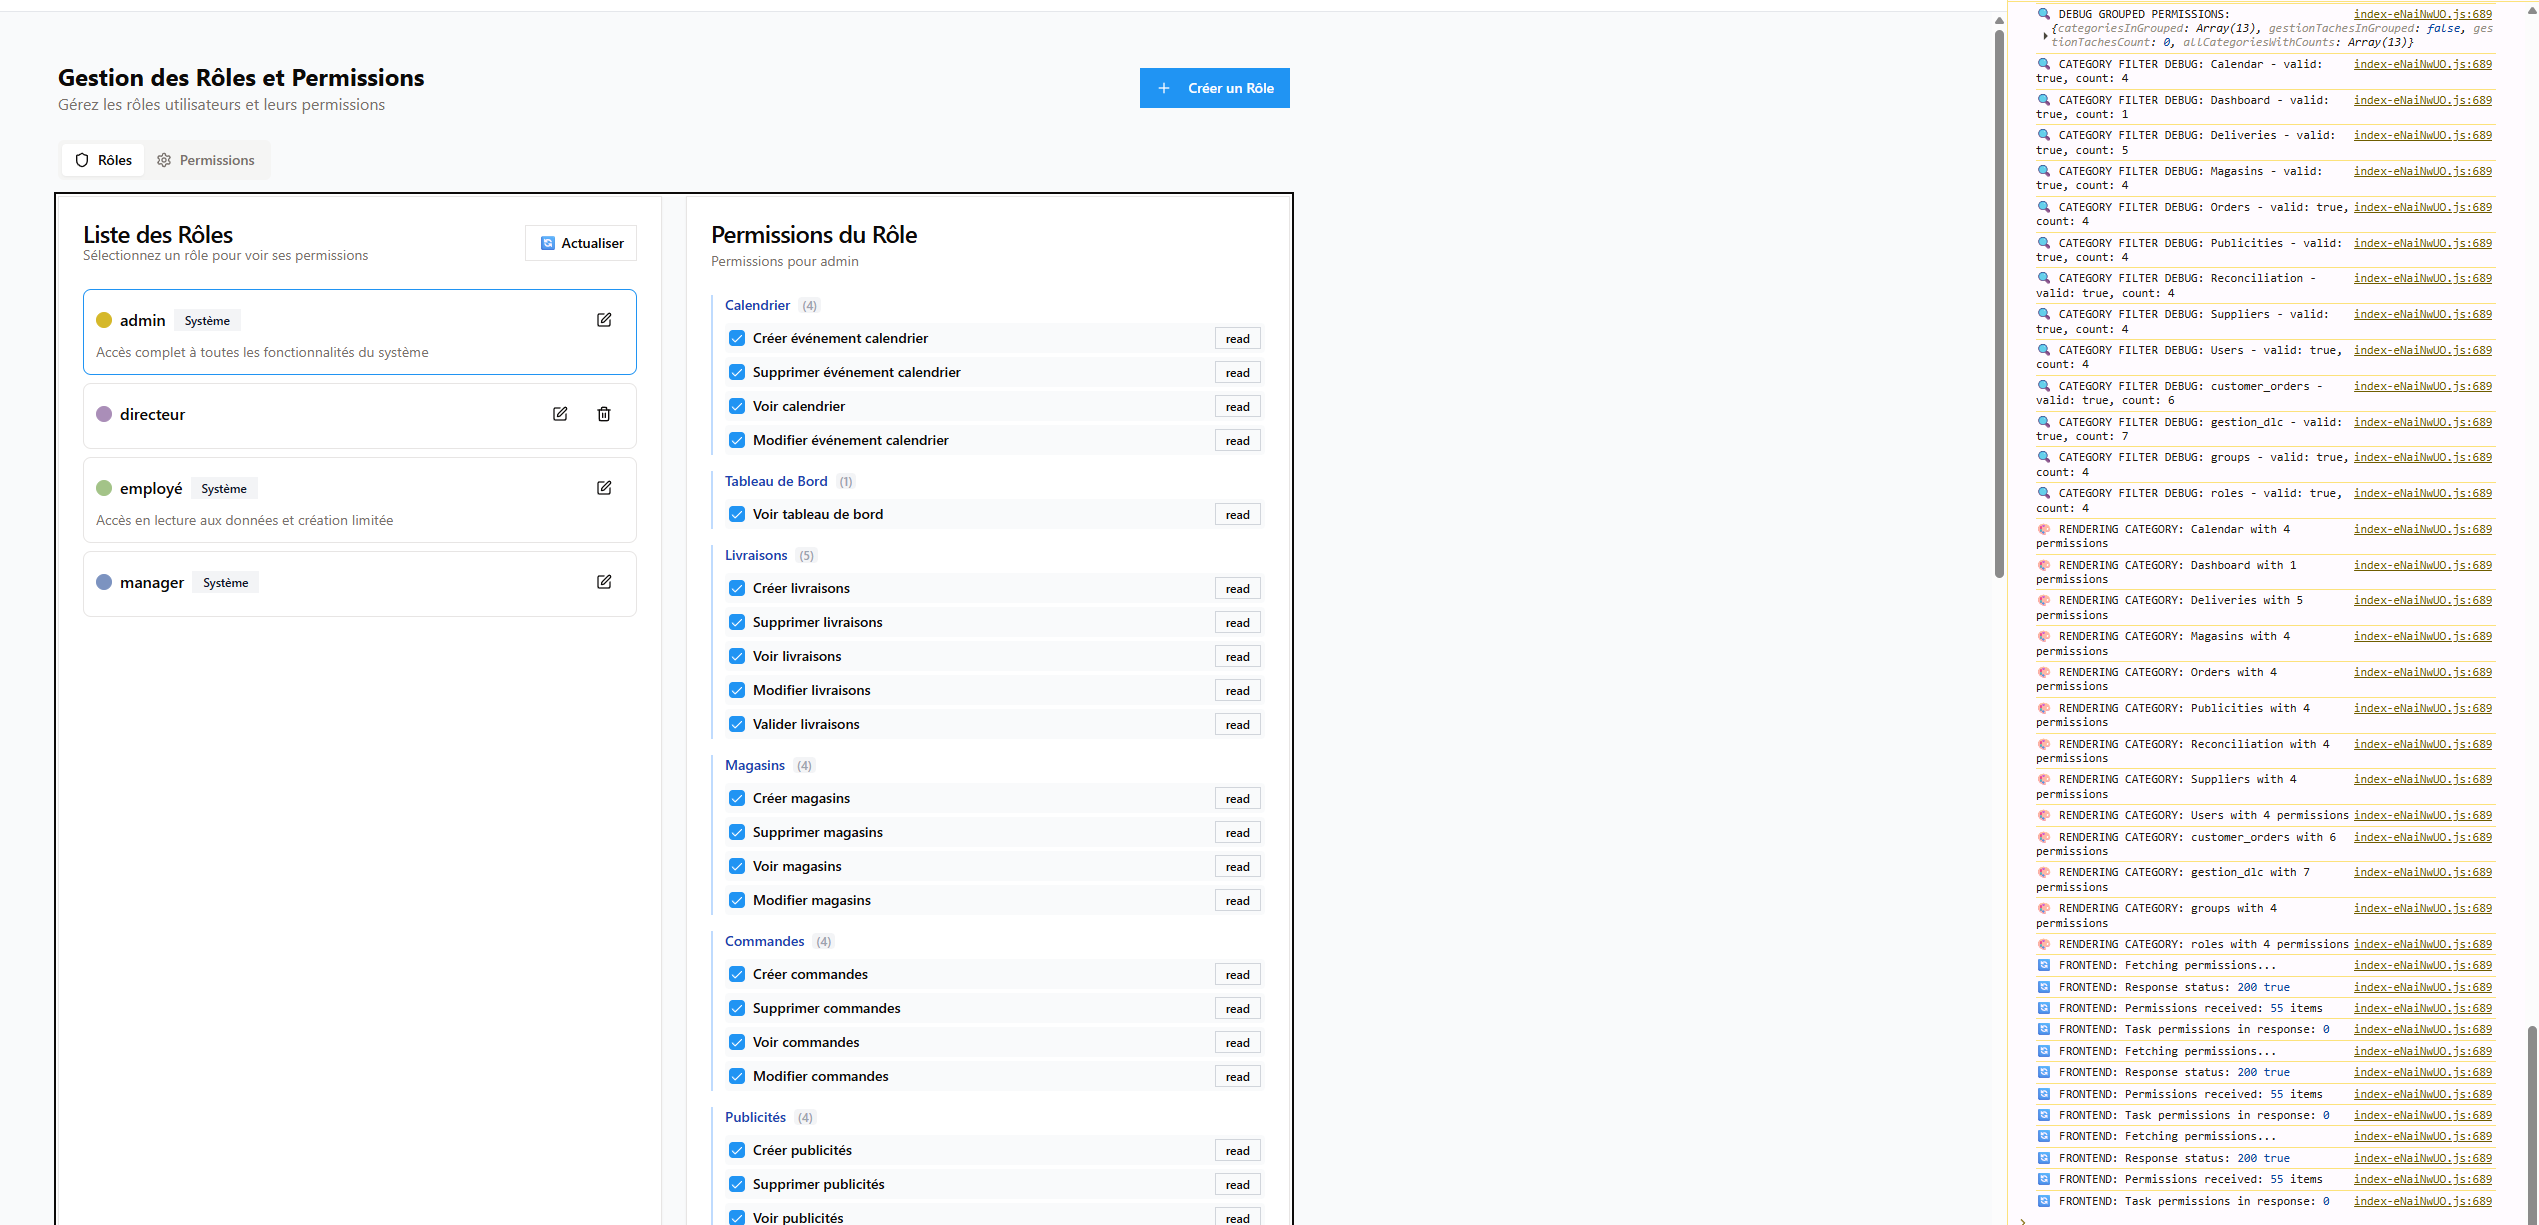 Gestion des Rôles et Permissions
Gérez les rôles utilisateurs et leurs permissions
Créer un Rôle
Rôles
Permissions
Liste des Rôles
Sélectionnez un rôle pour voir ses permissions
Actualiser
admin Système
Accès complet à toutes les fonctionnalités du système
directeur
employé Système
Accès en lecture aux données et création limitée
manager Système
Permissions du Rôle
Permissions pour admin
Calendrier (4)
Créer événement calendrier read
Supprimer événement calendrier read
Voir calendrier read
Modifier événement calendrier read
Tableau de Bord (1)
Voir tableau de bord read
Livraisons (5)
Créer livraisons read
Supprimer livraisons read
Voir livraisons read
Modifier livraisons read
Valider livraisons read
Magasins (4)
Créer magasins read
Supprimer magasins read
Voir magasins read
Modifier magasins read
Commandes (4)
Créer commandes read
Supprimer commandes read
Voir commandes read
Modifier commandes read
Publicités (4)
Créer publicités read
Supprimer publicités read
Voir publicités read
DEBUG GROUPED PERMISSIONS: index-eNaiNwUO.js:689
{categoriesInGrouped: Array(13), gestionTachesInGrouped: false, ges
tionTachesCount: 0, allCategoriesWithCounts: Array(13)}
CATEGORY FILTER DEBUG: Calendar - valid: index-eNaiNwUO.js:689
true, count: 4
CATEGORY FILTER DEBUG: Dashboard - valid: index-eNaiNwUO.js:689
true, count: 1
CATEGORY FILTER DEBUG: Deliveries - valid: index-eNaiNwUO.js:689
true, count: 5
CATEGORY FILTER DEBUG: Magasins - valid: index-eNaiNwUO.js:689
true, count: 4
CATEGORY FILTER DEBUG: Orders - valid: true, index-eNaiNwUO.js:689
count: 4
CATEGORY FILTER DEBUG: Publicities - valid: index-eNaiNwUO.js:689
true, count: 4
CATEGORY FILTER DEBUG: Reconciliation - index-eNaiNwUO.js:689
valid: true, count: 4
CATEGORY FILTER DEBUG: Suppliers - valid: index-eNaiNwUO.js:689
true, count: 4
CATEGORY FILTER DEBUG: Users - valid: true, index-eNaiNwUO.js:689
count: 4
CATEGORY FILTER DEBUG: customer_orders - index-eNaiNwUO.js:689
valid: true, count: 6
CATEGORY FILTER DEBUG: gestion_dlc - valid: index-eNaiNwUO.js:689
true, count: 7
CATEGORY FILTER DEBUG: groups - valid: true, index-eNaiNwUO.js:689
count: 4
CATEGORY FILTER DEBUG: roles - valid: true, index-eNaiNwUO.js:689
count: 4
RENDERING CATEGORY: Calendar with 4 index-eNaiNwUO.js:689
permissions
RENDERING CATEGORY: Dashboard with 1 index-eNaiNwUO.js:689
permissions
RENDERING CATEGORY: Deliveries with 5 index-eNaiNwUO.js:689
permissions
RENDERING CATEGORY: Magasins with 4 index-eNaiNwUO.js:689
permissions
RENDERING CATEGORY: Orders with 4 index-eNaiNwUO.js:689
permissions
RENDERING CATEGORY: Publicities with 4 index-eNaiNwUO.js:689
permissions
RENDERING CATEGORY: Reconciliation with 4 index-eNaiNwUO.js:689
permissions
RENDERING CATEGORY: Suppliers with 4 index-eNaiNwUO.js:689
permissions
RENDERING CATEGORY: Users with 4 permissions index-eNaiNwUO.js:689
RENDERING CATEGORY: customer_orders with 6 index-eNaiNwUO.js:689
permissions
RENDERING CATEGORY: gestion_dlc with 7 index-eNaiNwUO.js:689
permissions
RENDERING CATEGORY: groups with 4 index-eNaiNwUO.js:689
permissions
RENDERING CATEGORY: roles with 4 permissions index-eNaiNwUO.js:689
FRONTEND: Fetching permissions... index-eNaiNwUO.js:689
FRONTEND: Response status: 200 true index-eNaiNwUO.js:689
FRONTEND: Permissions received: 55 items index-eNaiNwUO.js:689
FRONTEND: Task permissions in response: 0 index-eNaiNwUO.js:689
FRONTEND: Fetching permissions... index-eNaiNwUO.js:689
FRONTEND: Response status: 200 true index-eNaiNwUO.js:689
FRONTEND: Permissions received: 55 items index-eNaiNwUO.js:689
FRONTEND: Task permissions in response: 0 index-eNaiNwUO.js:689
FRONTEND: Fetching permissions... index-eNaiNwUO.js:689
FRONTEND: Response status: 200 true index-eNaiNwUO.js:689
FRONTEND: Permissions received: 55 items index-eNaiNwUO.js:689
FRONTEND: Task permissions in response: 0 index-eNaiNwUO.js:689